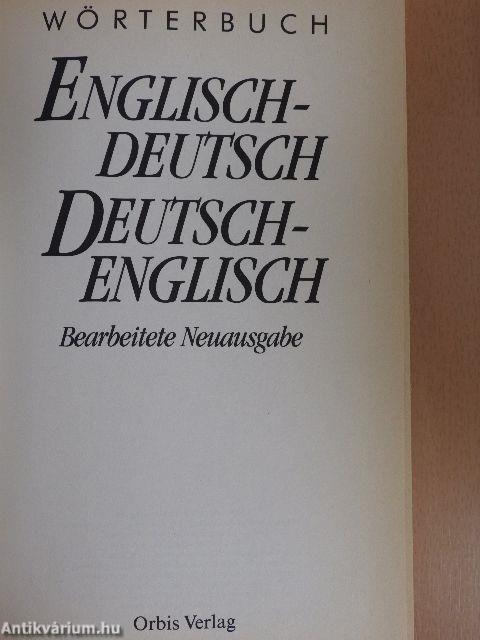 WÖRTERBUCH
ENGLISCH-
DEUTSCH
DEUTSCH-
ENGLISCH
Bearbeitete Neuausgabe
Orbis Verlag
Antikvárium.hu